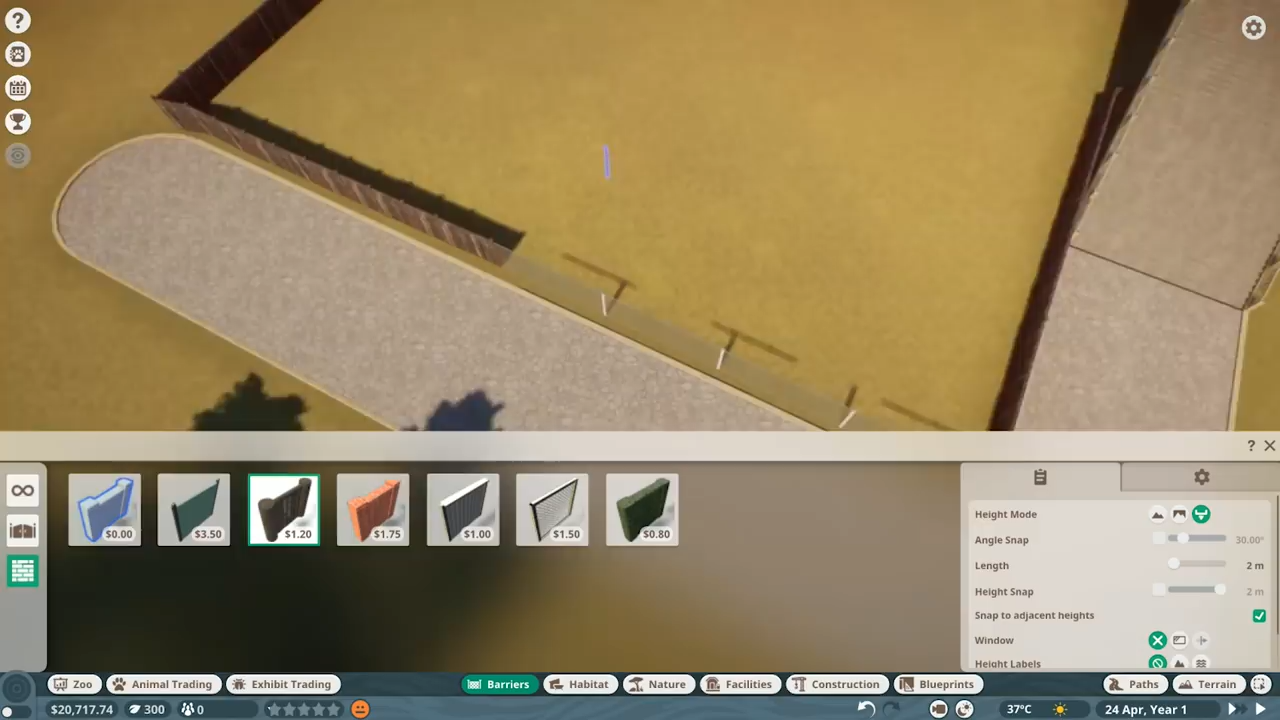 ?
? ×
$0.00 $3.50 $1.20 $1.75 $1.00 $1.50 $0.80
Height Mode
Angle Snap 30.00°
Length 2 m
Height Snap 2 m
Snap to adjacent heights
Window
Height Labels
Zoo Animal Trading Exhibit Trading Barriers Habitat Nature Facilities Construction Blueprints Paths Terrain
$20,717.74 300 0 37°C 24 Apr, Year 1